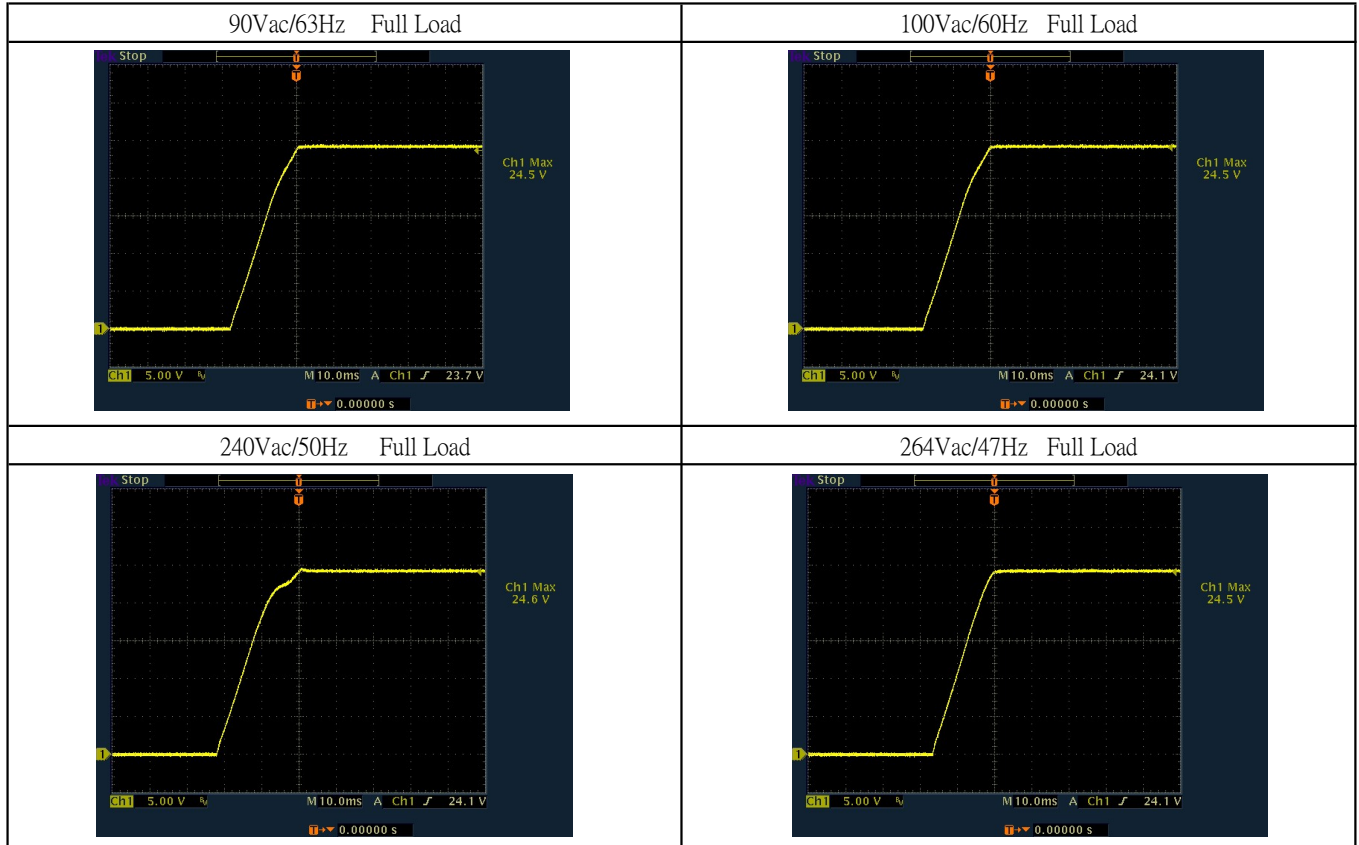 90Vac/63Hz Full Load
Stop
T
T
Ch1 Max
24.5 V
1
Ch1 5.00 V M 10.0ms A Ch1 23.7 V
T 0.00000 s
100Vac/60Hz Full Load
Stop
T
T
Ch1 Max
24.5 V
1
Ch1 5.00 V M 10.0ms A Ch1 24.1 V
T 0.00000 s
240Vac/50Hz Full Load
Stop
T
T
Ch1 Max
24.6 V
1
Ch1 5.00 V M 10.0ms A Ch1 24.1 V
T 0.00000 s
264Vac/47Hz Full Load
Stop
T
T
Ch1 Max
24.5 V
1
Ch1 5.00 V M 10.0ms A Ch1 24.1 V
T 0.00000 s